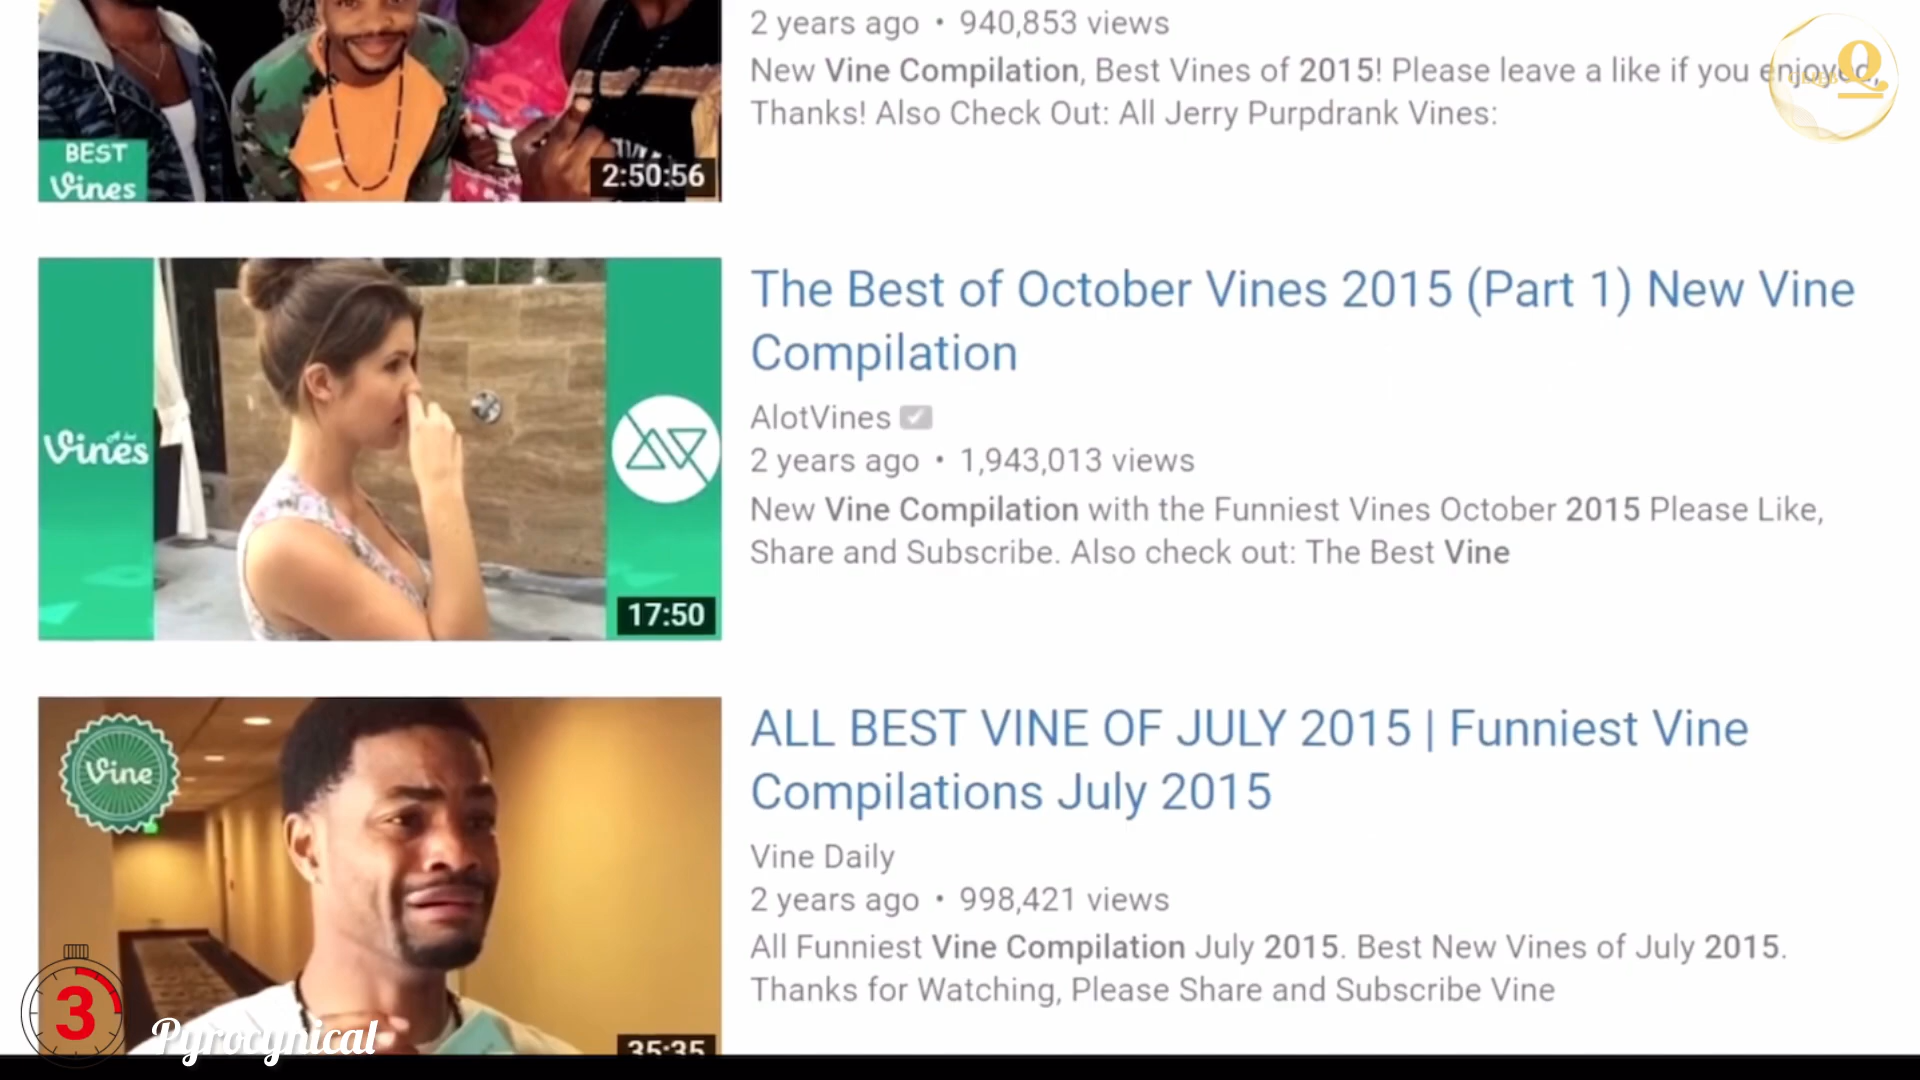 2 years ago • 940,853 views
New Vine Compilation, Best Vines of 2015! Please leave a like if you enjoyed,
Thanks! Also Check Out: All Jerry Purpdrank Vines:
BEST
Vines
2:50:56
Q
The Best of October Vines 2015 (Part 1) New Vine
Compilation
AlotVines
2 years ago • 1,943,013 views
New Vine Compilation with the Funniest Vines October 2015 Please Like,
Share and Subscribe. Also check out: The Best Vine
A lot
Vines
17:50
ALL BEST VINE OF JULY 2015 | Funniest Vine
Compilations July 2015
Vine Daily
2 years ago • 998,421 views
All Funniest Vine Compilation July 2015. Best New Vines of July 2015.
Thanks for Watching, Please Share and Subscribe Vine
Vine
35:35
3
Pyrocynical